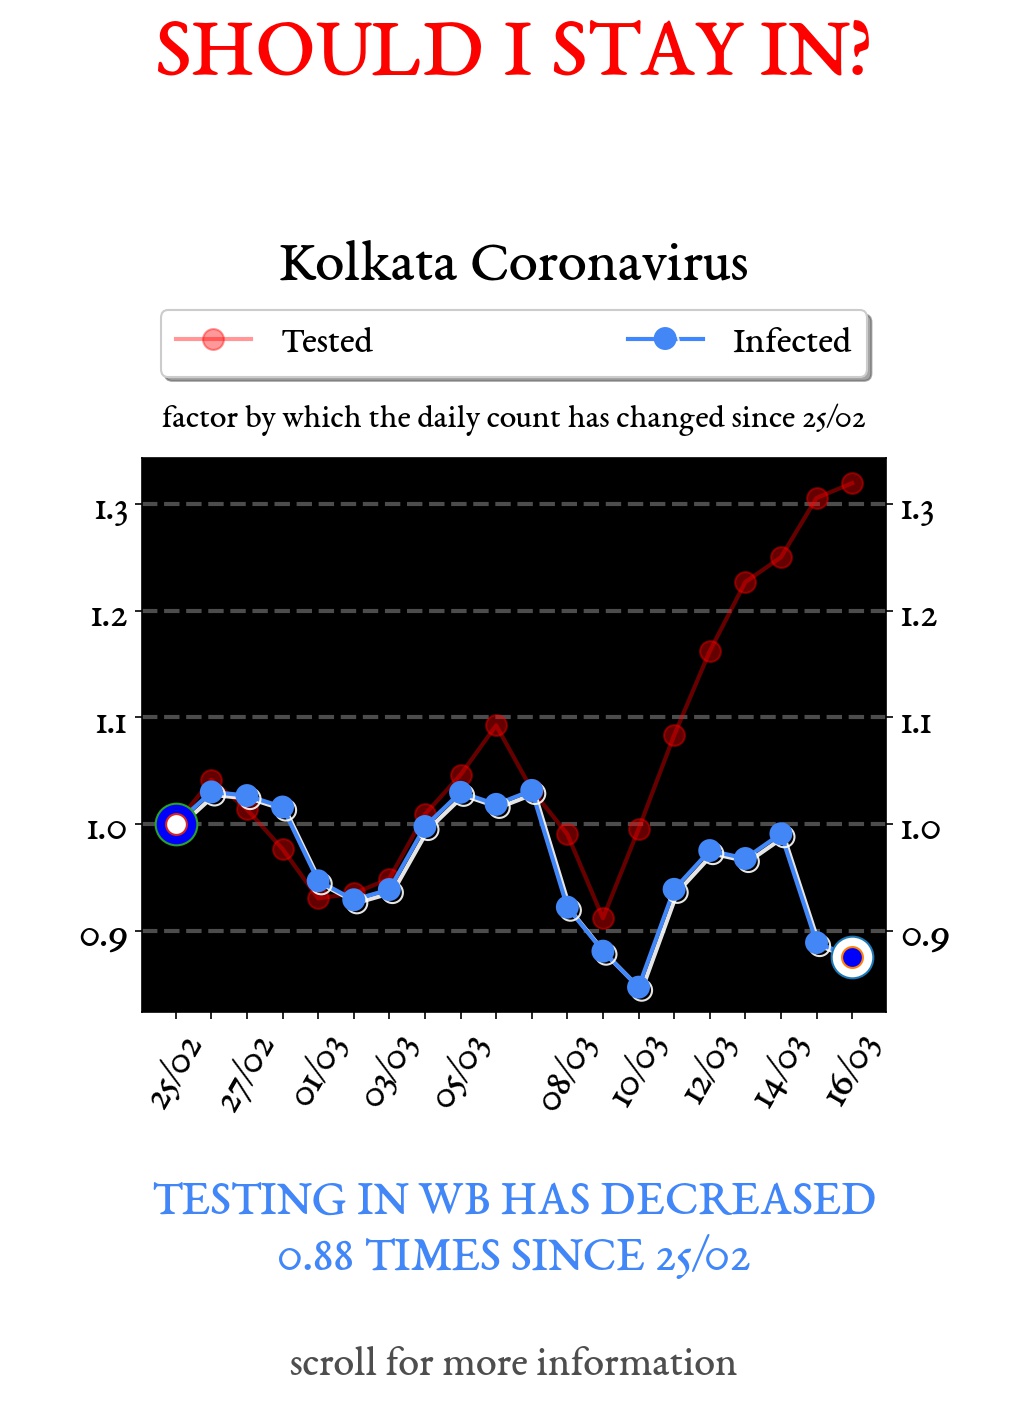 SHOULD I STAY IN?
Kolkata Coronavirus
Tested Infected
factor by which the daily count has changed since 25/02
1.3 1.3
1.2 1.2
1.1 1.1
1.0 1.0
0.9 0.9
25/02 27/02 01/03 03/03 05/03 08/03 10/03 12/03 14/03 16/03
TESTING IN WB HAS DECREASED
0.88 TIMES SINCE 25/02
scroll for more information